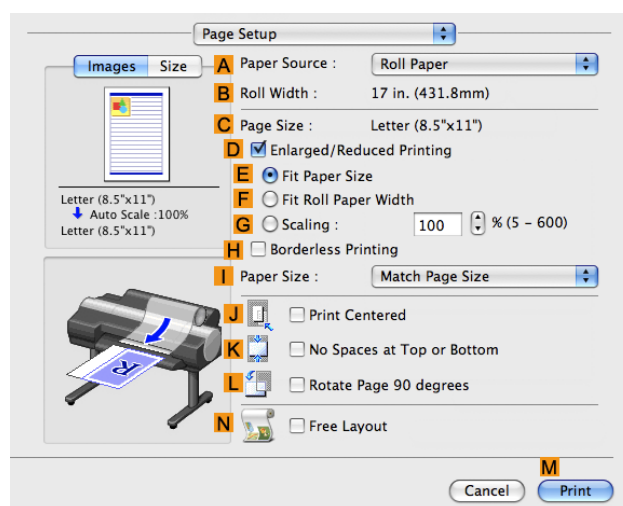 Page Setup
Images Size
A Paper Source : Roll Paper
B Roll Width : 17 in. (431.8mm)
C Page Size : Letter (8.5"x11")
D Enlarged/Reduced Printing
E Fit Paper Size
F Fit Roll Paper Width
G Scaling : 100 % (5 – 600)
H Borderless Printing
I Paper Size : Match Page Size
Letter (8.5"x11")
Auto Scale :100%
Letter (8.5"x11")
J Print Centered
K No Spaces at Top or Bottom
L Rotate Page 90 degrees
N Free Layout
R
M
Cancel Print